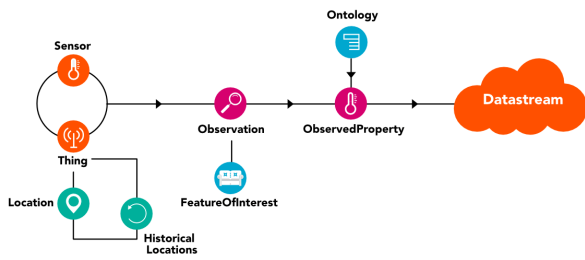 Ontology
Sensor
Datastream
Observation
ObservedProperty
Thing
Location
FeatureOfInterest
Historical
Locations